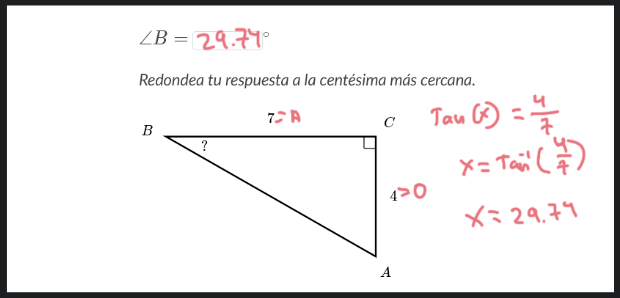 ∠B = 29.74°
Redondea tu respuesta a la centésima más cercana.
7=A
B
C
?
4>O
A
Tan(x) = 4/7
x = Tan⁻¹(4/7)
x = 29.74